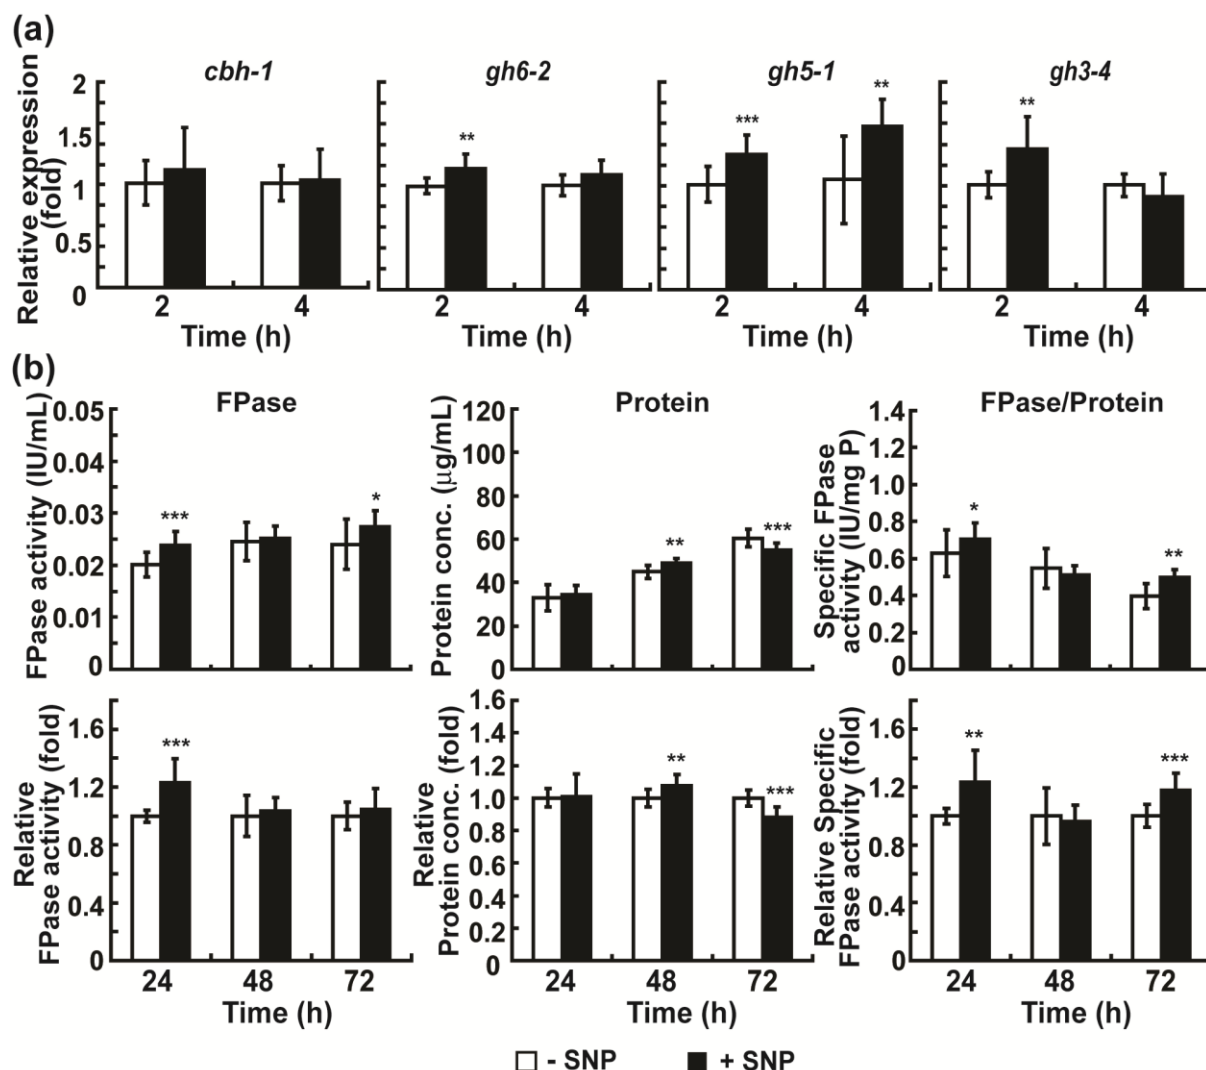 (a)
cbh-1 gh6-2 gh5-1 gh3-4
Relative expression
(fold)
2
1.5
1
0.5
0
** *** ** **
2 4 2 4 2 4 2 4
Time (h) Time (h) Time (h) Time (h)
(b)
FPase
FPase activity (IU/mL)
0.05
0.04
0.03
0.02
0.01
0
*** *
Protein
Protein conc. (μg/mL)
120
100
80
60
40
20
0
** ***
FPase/Protein
Specific FPase
activity (IU/mg P)
1.4
1.2
1.0
0.8
0.6
0.4
0.2
0
* **
Relative
FPase activity (fold)
1.6
1.2
0.8
0.4
0
***
24 48 72
Time (h)
Relative
Protein conc. (fold)
1.6
1.4
1.2
1.0
0.8
0.6
0.4
0.2
0
** ***
24 48 72
Time (h)
Relative Specific
FPase activity (fold)
1.6
1.2
0.8
0.4
0
** ***
24 48 72
Time (h)
- SNP + SNP